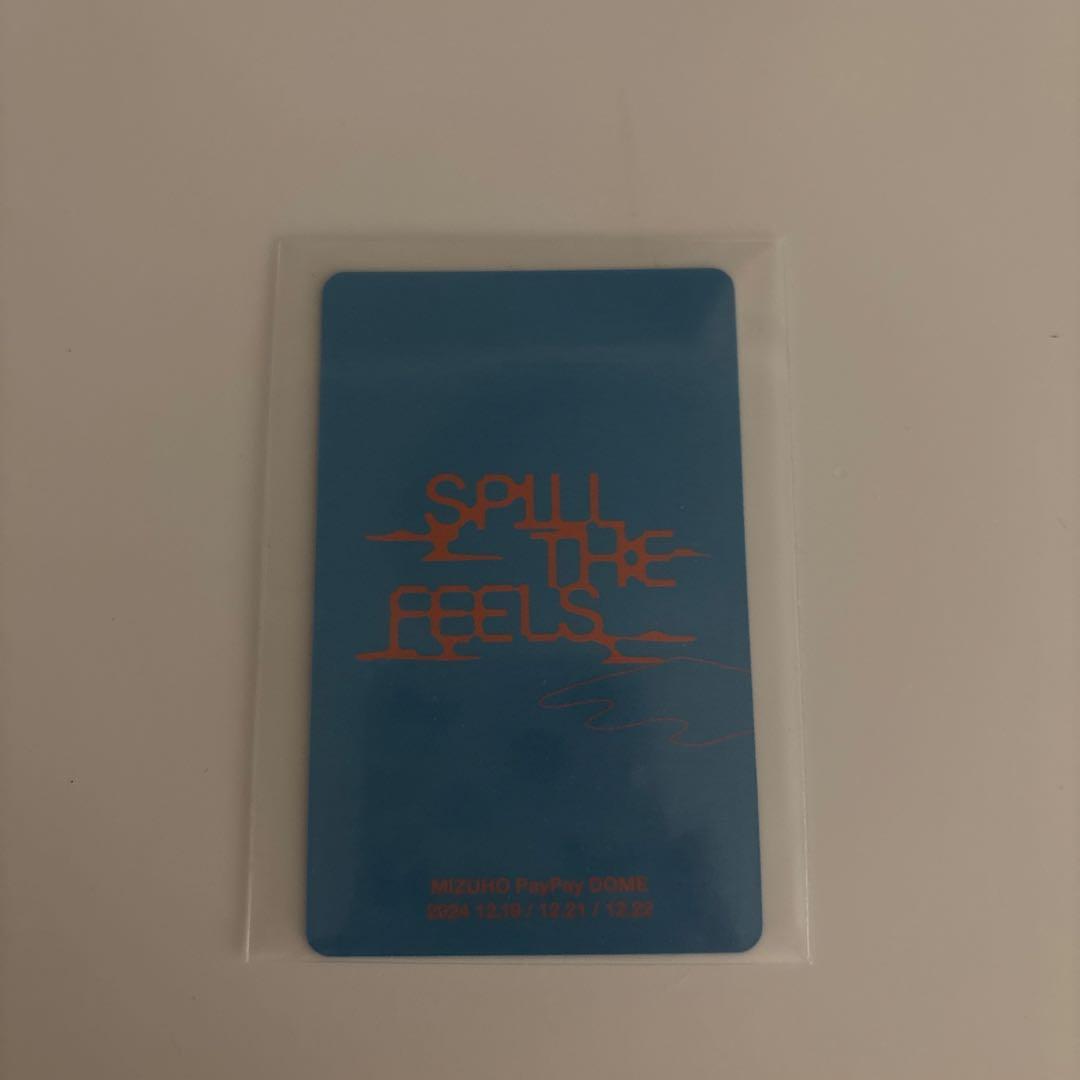 SPILL
THE
FEELS
MIZUHO PayPay DOME
2024 12.19 / 12.21 / 12.22